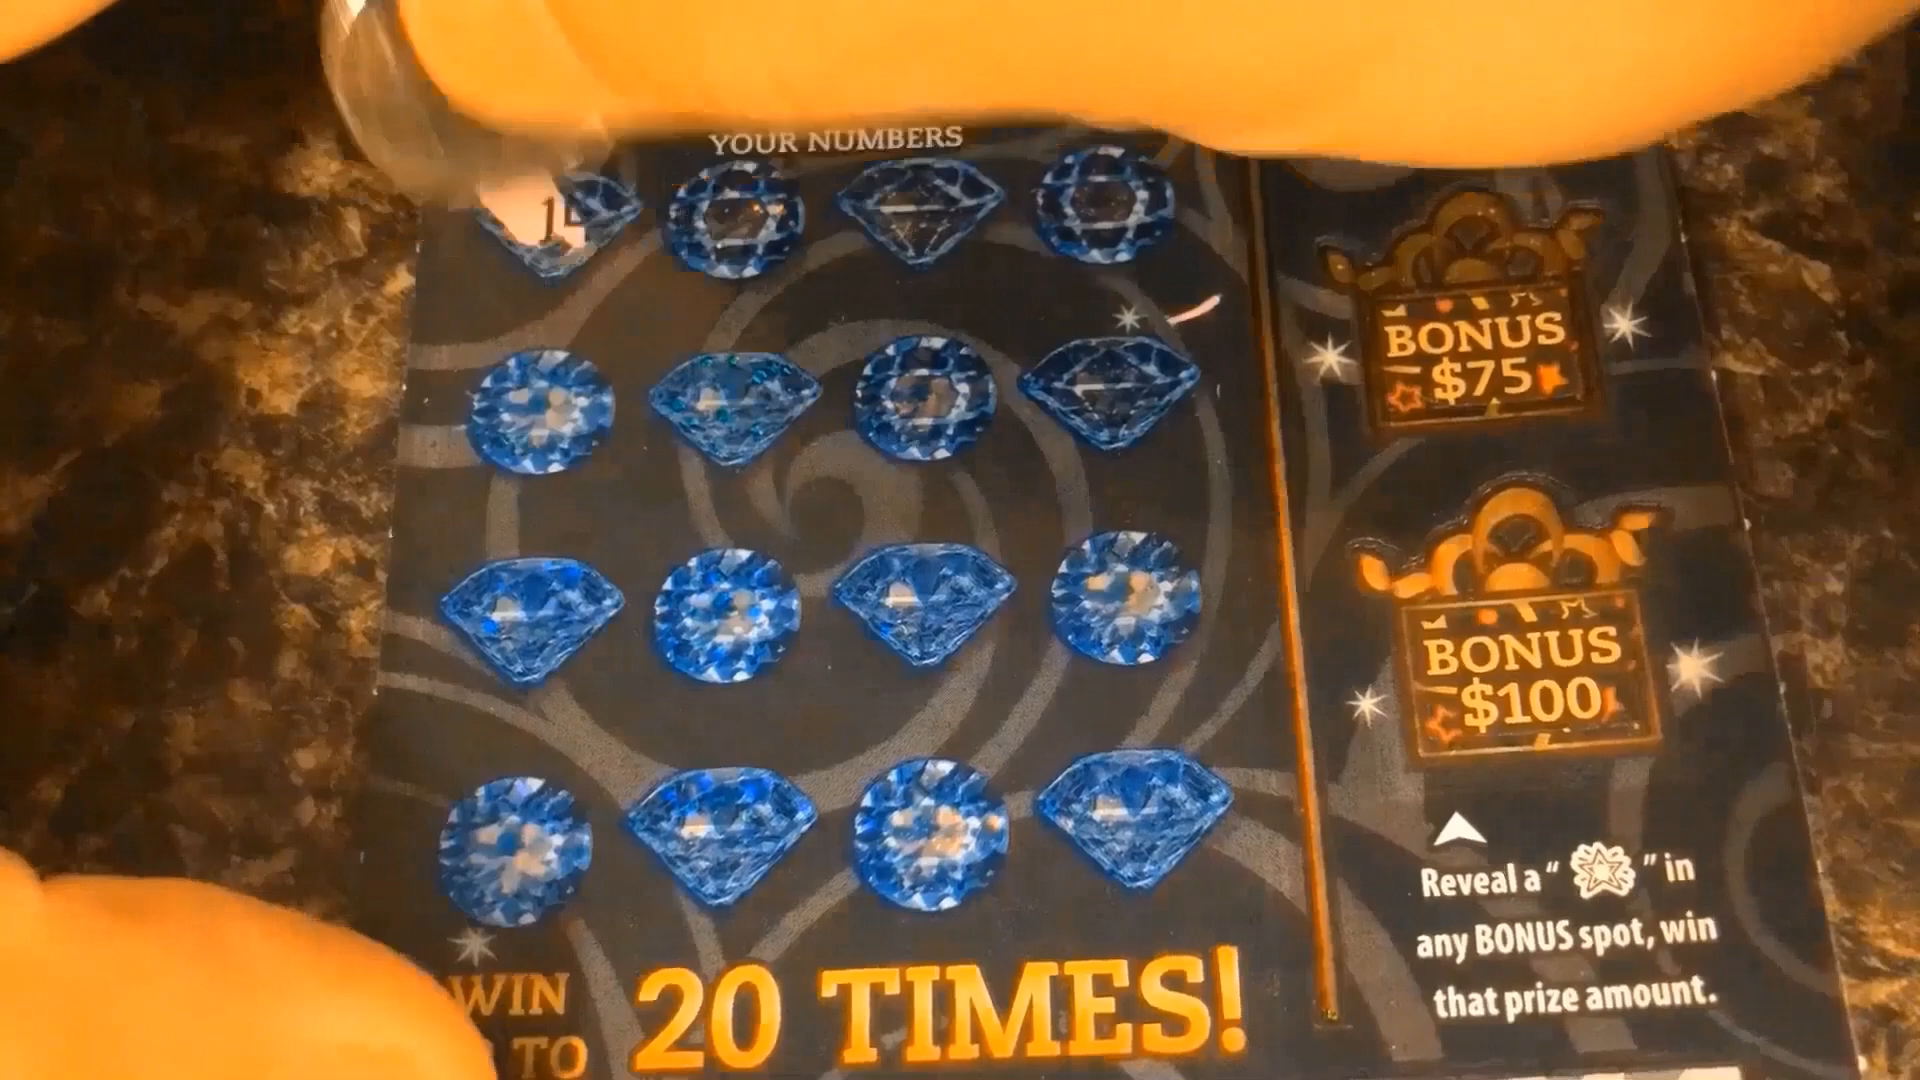 YOUR NUMBERS
BONUS
$75
BONUS
$100
Reveal a " " in
any BONUS spot, win
that prize amount.
WIN
TO
20 TIMES!